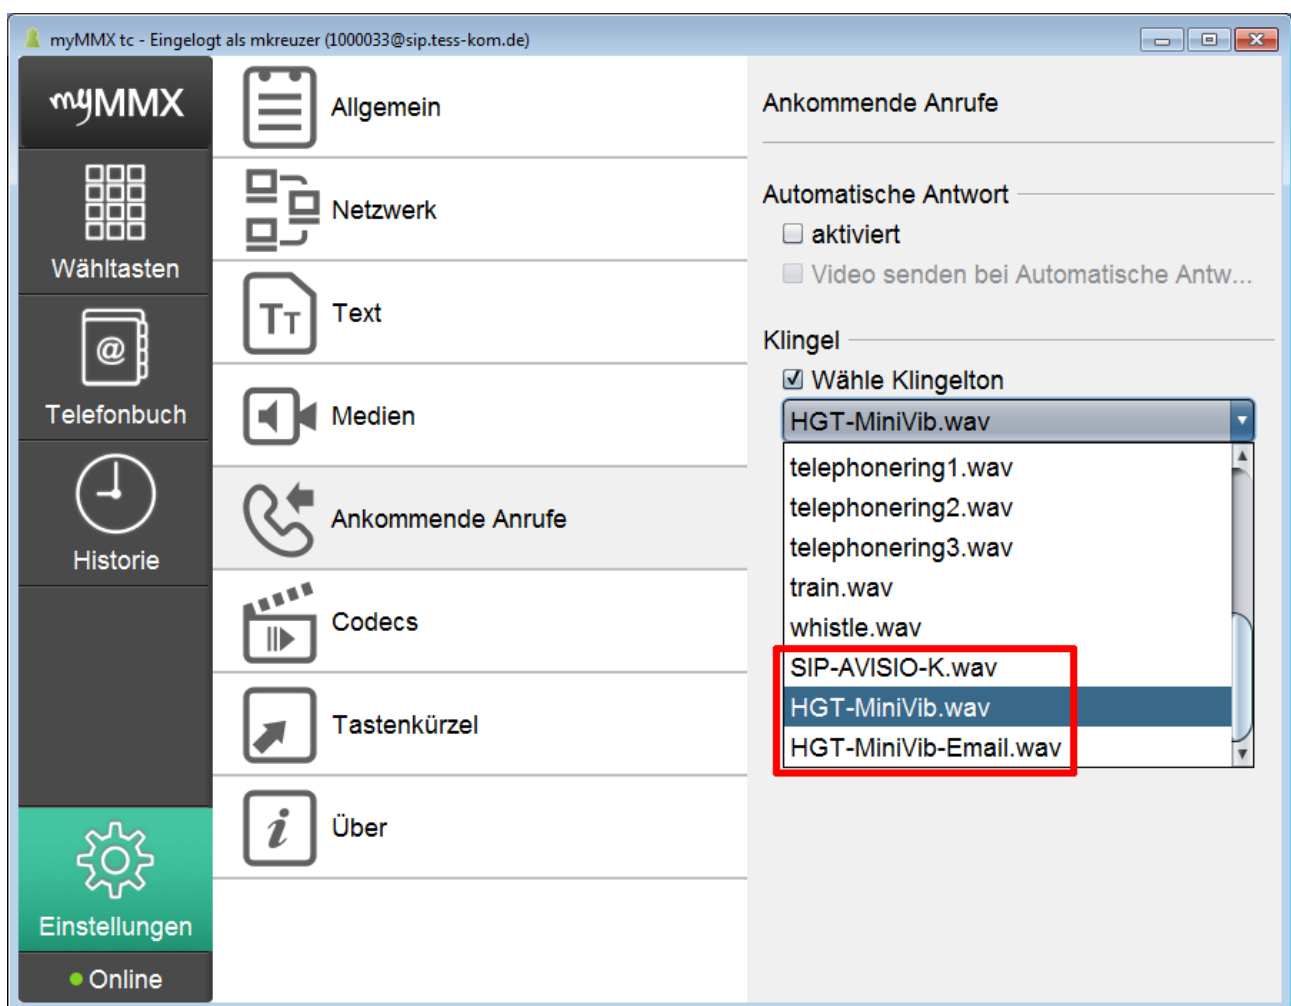 myMMX tc - Eingelogt als mkreuzer (1000033@sip.tess-kom.de)
myMMX
Wähltasten
@
Telefonbuch
Historie
Einstellungen
Online
Allgemein
Netzwerk
TT
Text
Medien
Ankommende Anrufe
Codecs
Tastenkürzel
i
Über
Ankommende Anrufe
Automatische Antwort
aktiviert
Video senden bei Automatische Antw...
Klingel
Wähle Klingelton
HGT-MiniVib.wav
telephonering1.wav
telephonering2.wav
telephonering3.wav
train.wav
whistle.wav
SIP-AVISIO-K.wav
HGT-MiniVib.wav
HGT-MiniVib-Email.wav